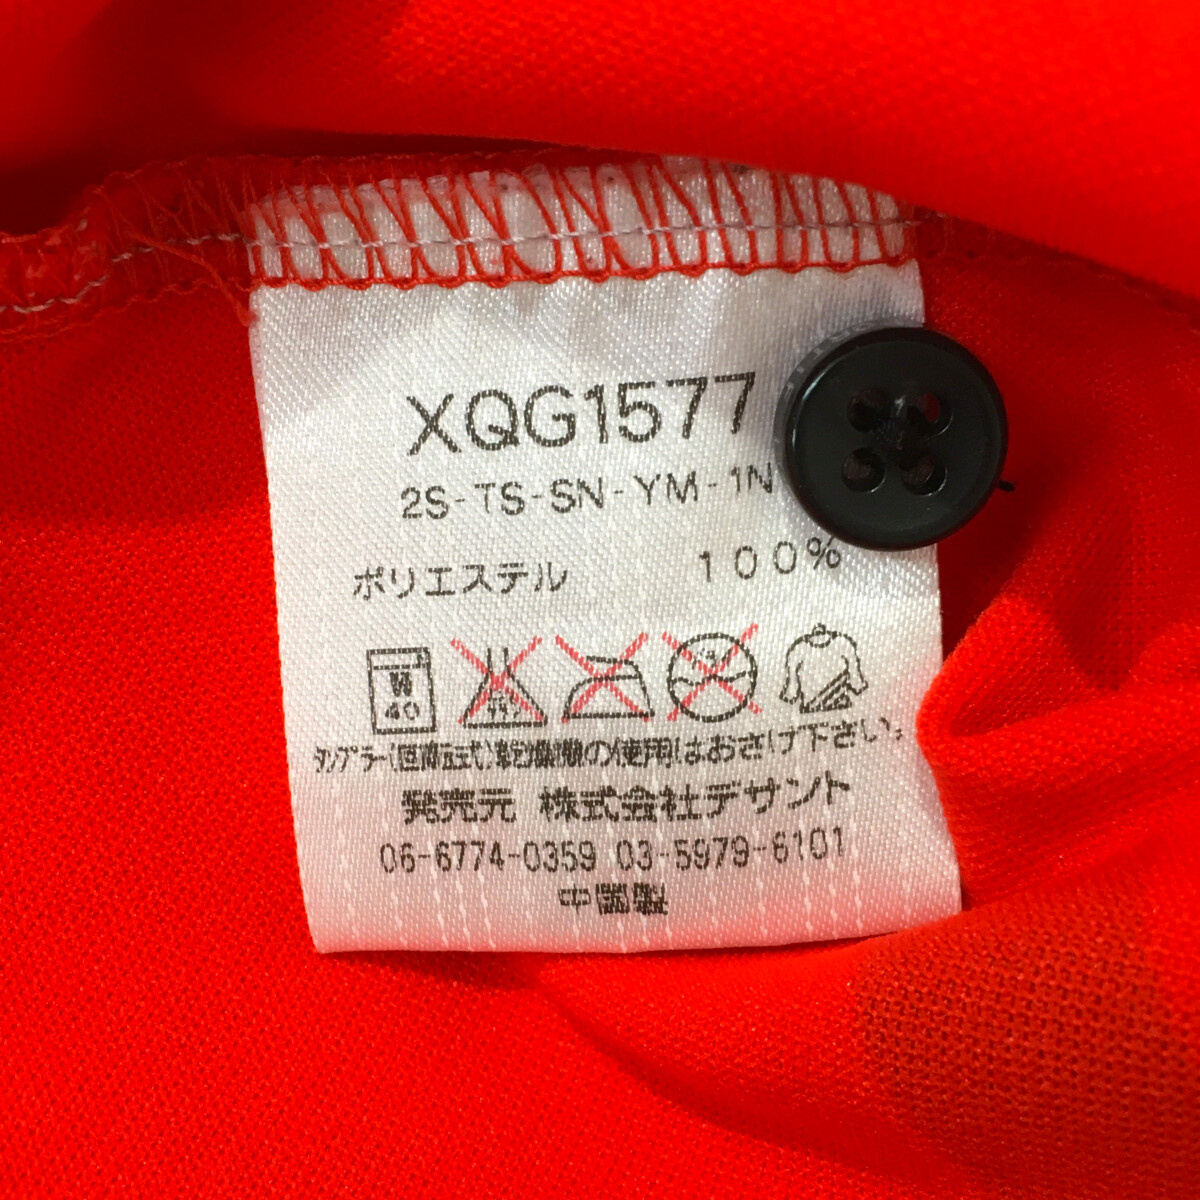 XQG1577
2S-TS-SN-YM-1N
ポリエステル 100%
W
40
タンブラー(回転式)乾燥機の使用はおさけ下さい。
発売元 株式会社デサント
06-6774-0359 03-5979-6101
中国製